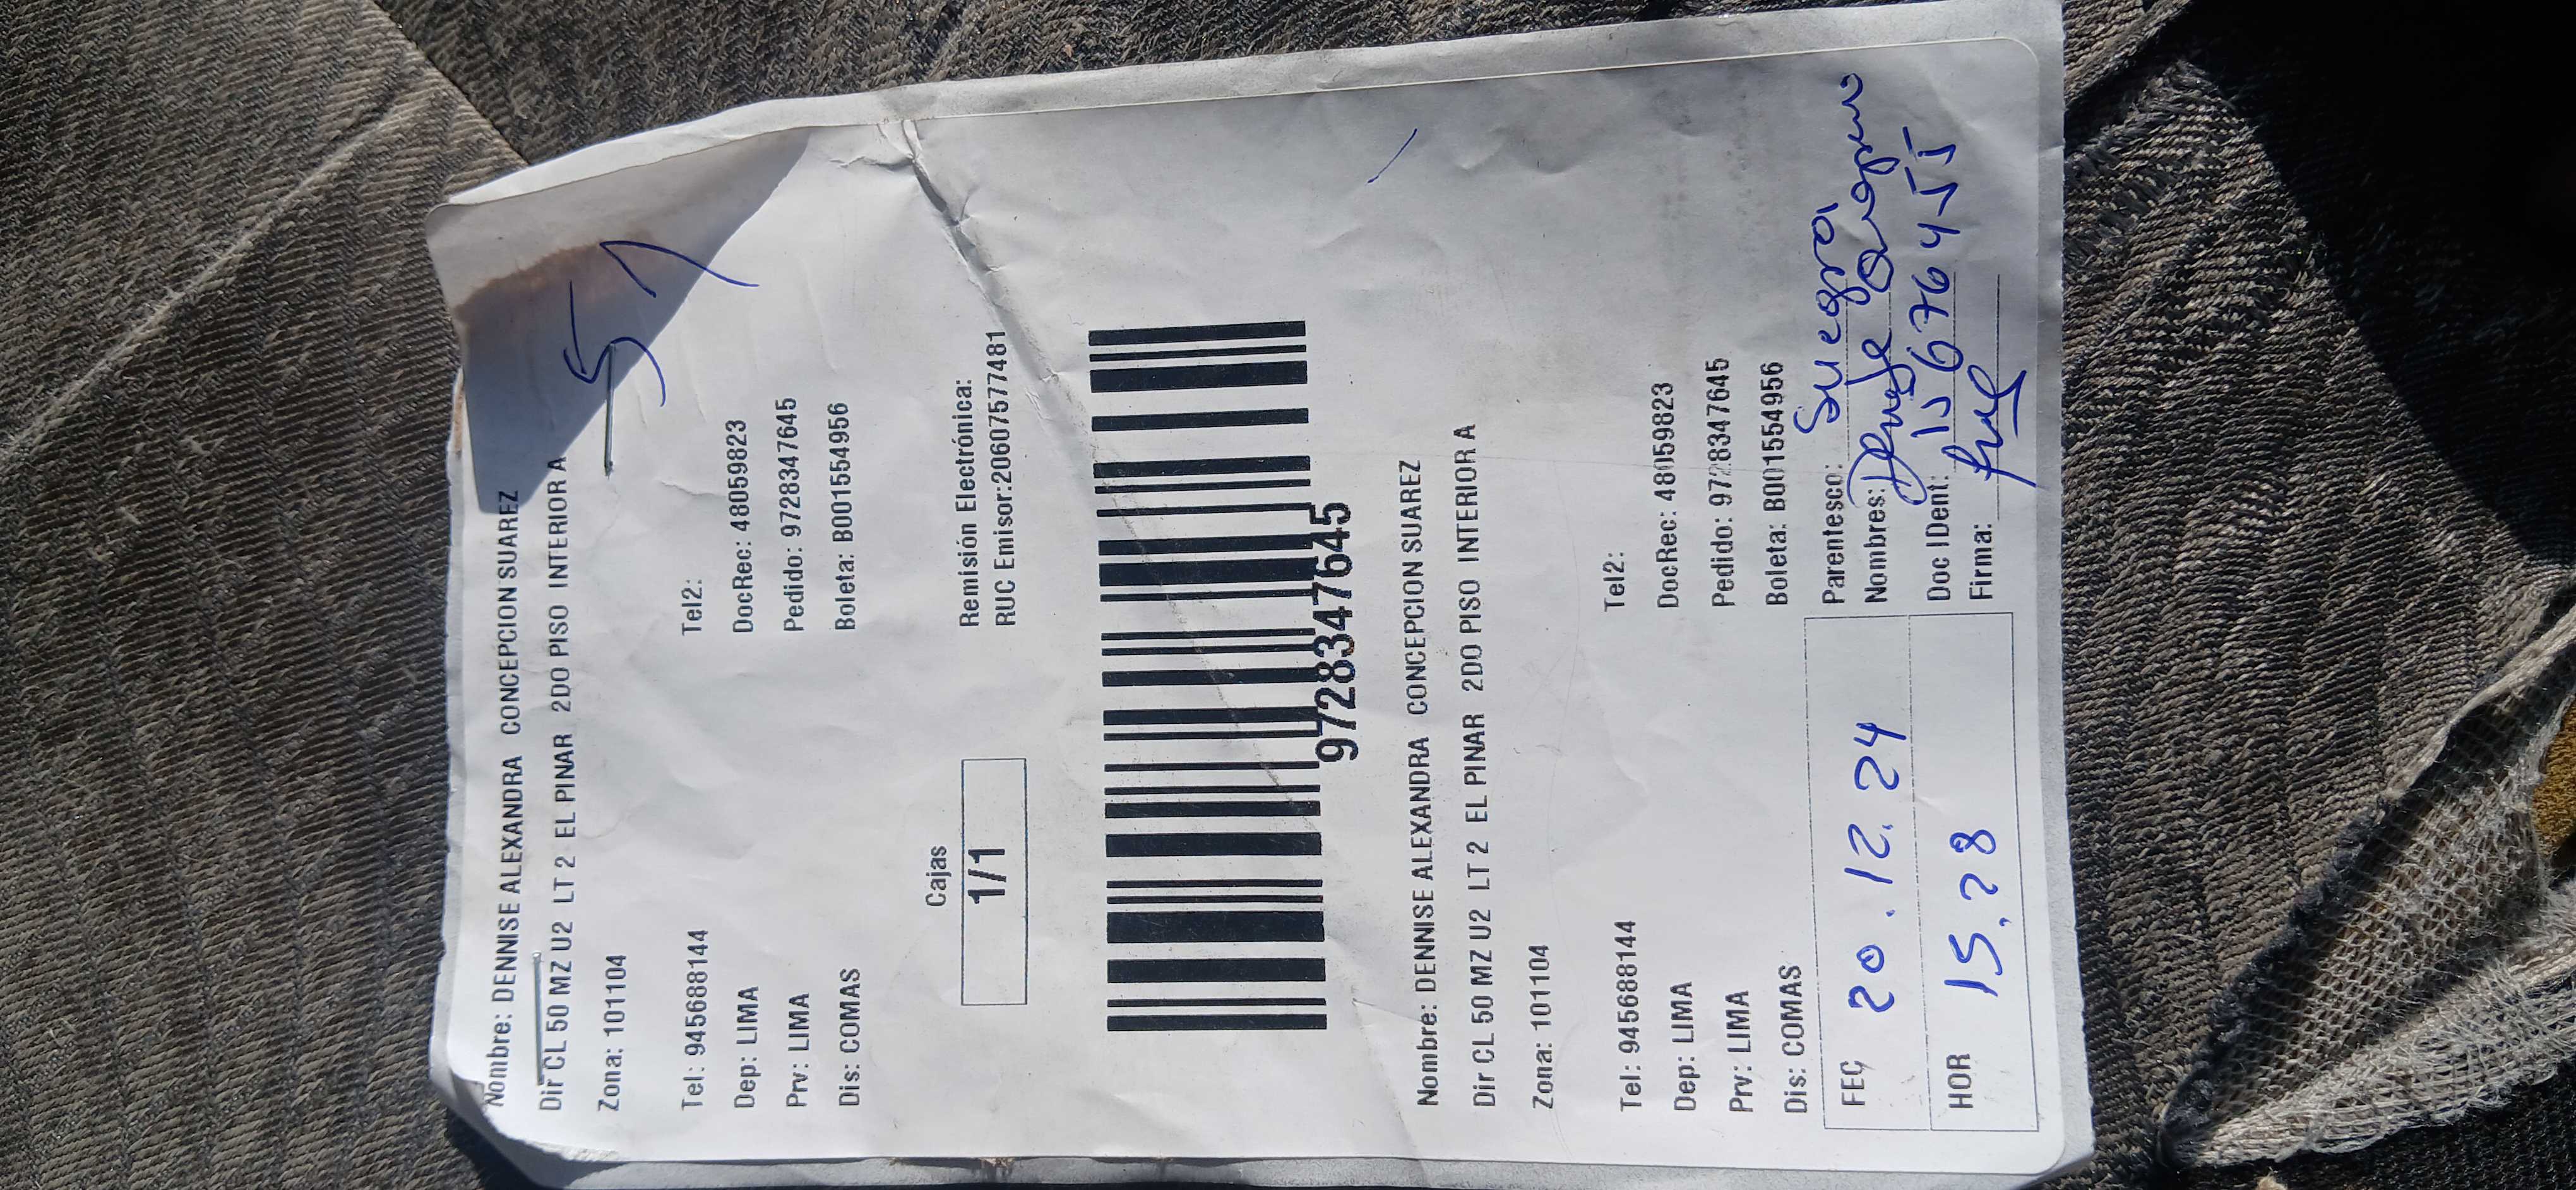 Nombre: DENNISE ALEXANDRA CONCEPCION SUAREZ
Dir CL 50 MZ U2 LT 2 EL PINAR 2DO PISO INTERIOR A
57
Zona: 101104
Tel: 945688144 Tel2:
Dep: LIMA DocRec: 48059823
Prv: LIMA Pedido: 97283347645
Dis: COMAS Boleta: B001554956
Cajas
1/1
Remisión Electrónica:
RUC Emisor:20607577481
9728347645
Nombre: DENNISE ALEXANDRA CONCEPCION SUAREZ
Dir CL 50 MZ U2 LT 2 EL PINAR 2DO PISO INTERIOR A
Zona: 101104
Tel: 945688144 Tel2:
Dep: LIMA DocRec: 48059823
Prv: LIMA Pedido: 9728347645
Dis: COMAS Boleta: B001554956
FEC 20.12.24
HOR 15.28
Parentesco: Suegra
Nombres:
Doc IDent: 15676455
Firma: